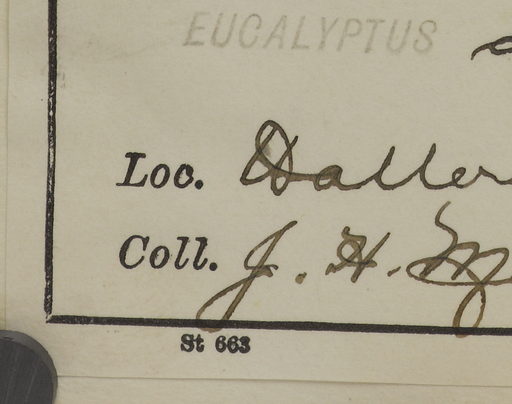 EUCALYPTUS
Loc.
Coll. J. H.
St 663